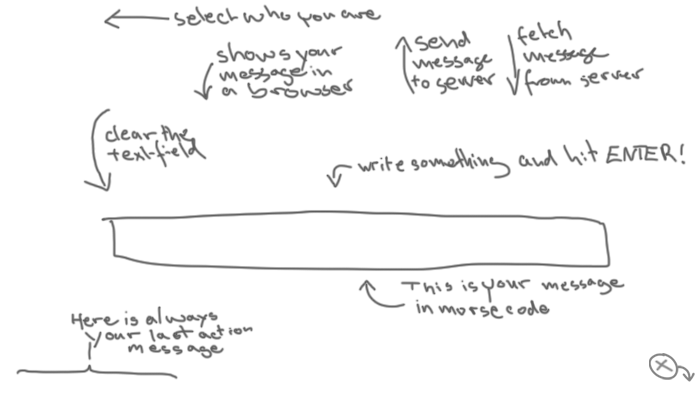 select who you are
shows your
message in
a browser
send
message
to server
fetch
message
from server
clear the
text-field
write something and hit ENTER!
This is your message
in morse code
Here is always
your last action
message
X